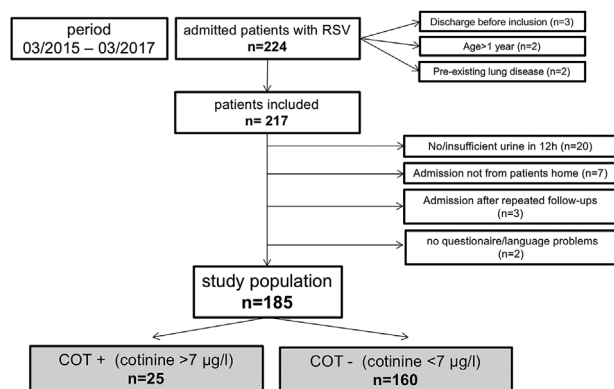 period
03/2015 – 03/2017
admitted patients with RSV
n=224
Discharge before inclusion (n=3)
Age>1 year (n=2)
Pre-existing lung disease (n=2)
patients included
n= 217
No/insufficient urine in 12h (n=20)
Admission not from patients home (n=7)
Admission after repeated follow-ups
(n=3)
no questionaire/language problems
(n=2)
study population
n=185
COT + (cotinine >7 µg/l)
n=25
COT - (cotinine <7 µg/l)
n=160